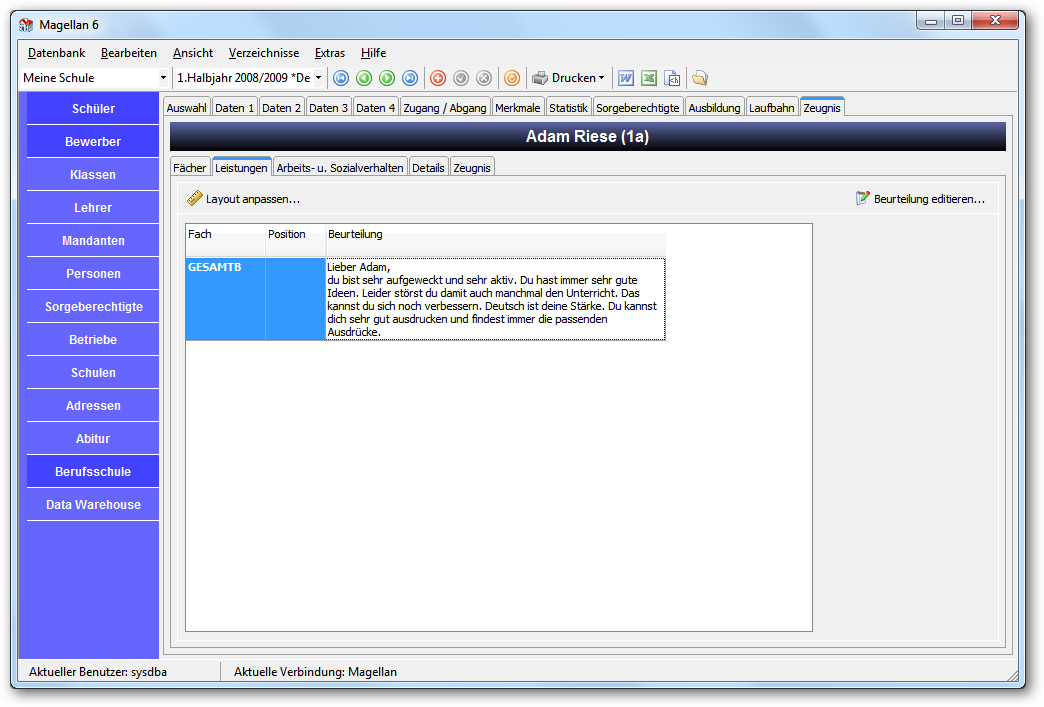 Magellan 6
Datenbank Bearbeiten Ansicht Verzeichnisse Extras Hilfe
Meine Schule 1.Halbjahr 2008/2009 *De Drucken
Schüler
Bewerber
Klassen
Lehrer
Mandanten
Personen
Sorgeberechtigte
Betriebe
Schulen
Adressen
Abitur
Berufsschule
Data Warehouse
Auswahl Daten 1 Daten 2 Daten 3 Daten 4 Zugang / Abgang Merkmale Statistik Sorgeberechtigte Ausbildung Laufbahn Zeugnis
Adam Riese (1a)
Fächer Leistungen Arbeits- u. Sozialverhalten Details Zeugnis
Layout anpassen... Beurteilung editieren...
Fach Position Beurteilung
GESAMTB Lieber Adam,
du bist sehr aufgeweckt und sehr aktiv. Du hast immer sehr gute
Ideen. Leider störst du damit auch manchmal den Unterricht. Das
kannst du sich noch verbessern. Deutsch ist deine Stärke. Du kannst
dich sehr gut ausdrucken und findest immer die passenden
Ausdrücke.
Aktueller Benutzer: sysdba Aktuelle Verbindung: Magellan